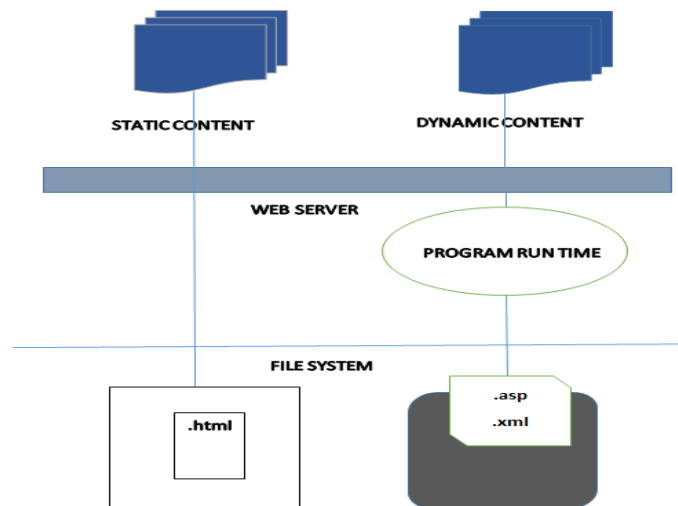 STATIC CONTENT
DYNAMIC CONTENT
WEB SERVER
PROGRAM RUN TIME
FILE SYSTEM
.html
.asp
.xml